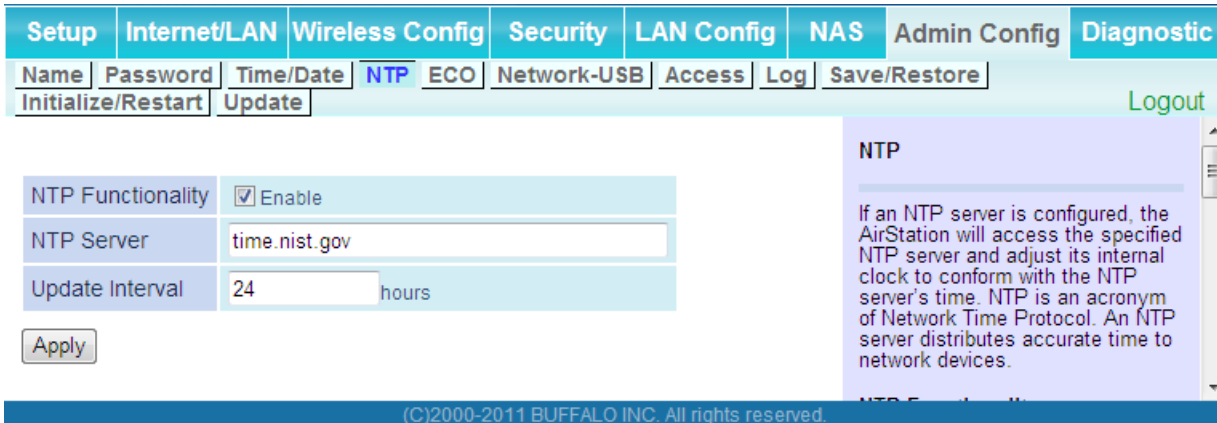 Setup Internet/LAN Wireless Config Security LAN Config NAS Admin Config Diagnostic
Name Password Time/Date NTP ECO Network-USB Access Log Save/Restore
Initialize/Restart Update
Logout
NTP Functionality Enable
NTP Server time.nist.gov
Update Interval 24 hours
Apply
NTP
If an NTP server is configured, the
AirStation will access the specified
NTP server and adjust its internal
clock to conform with the NTP
server's time. NTP is an acronym
of Network Time Protocol. An NTP
server distributes accurate time to
network devices.
(C)2000-2011 BUFFALO INC. All rights reserved.